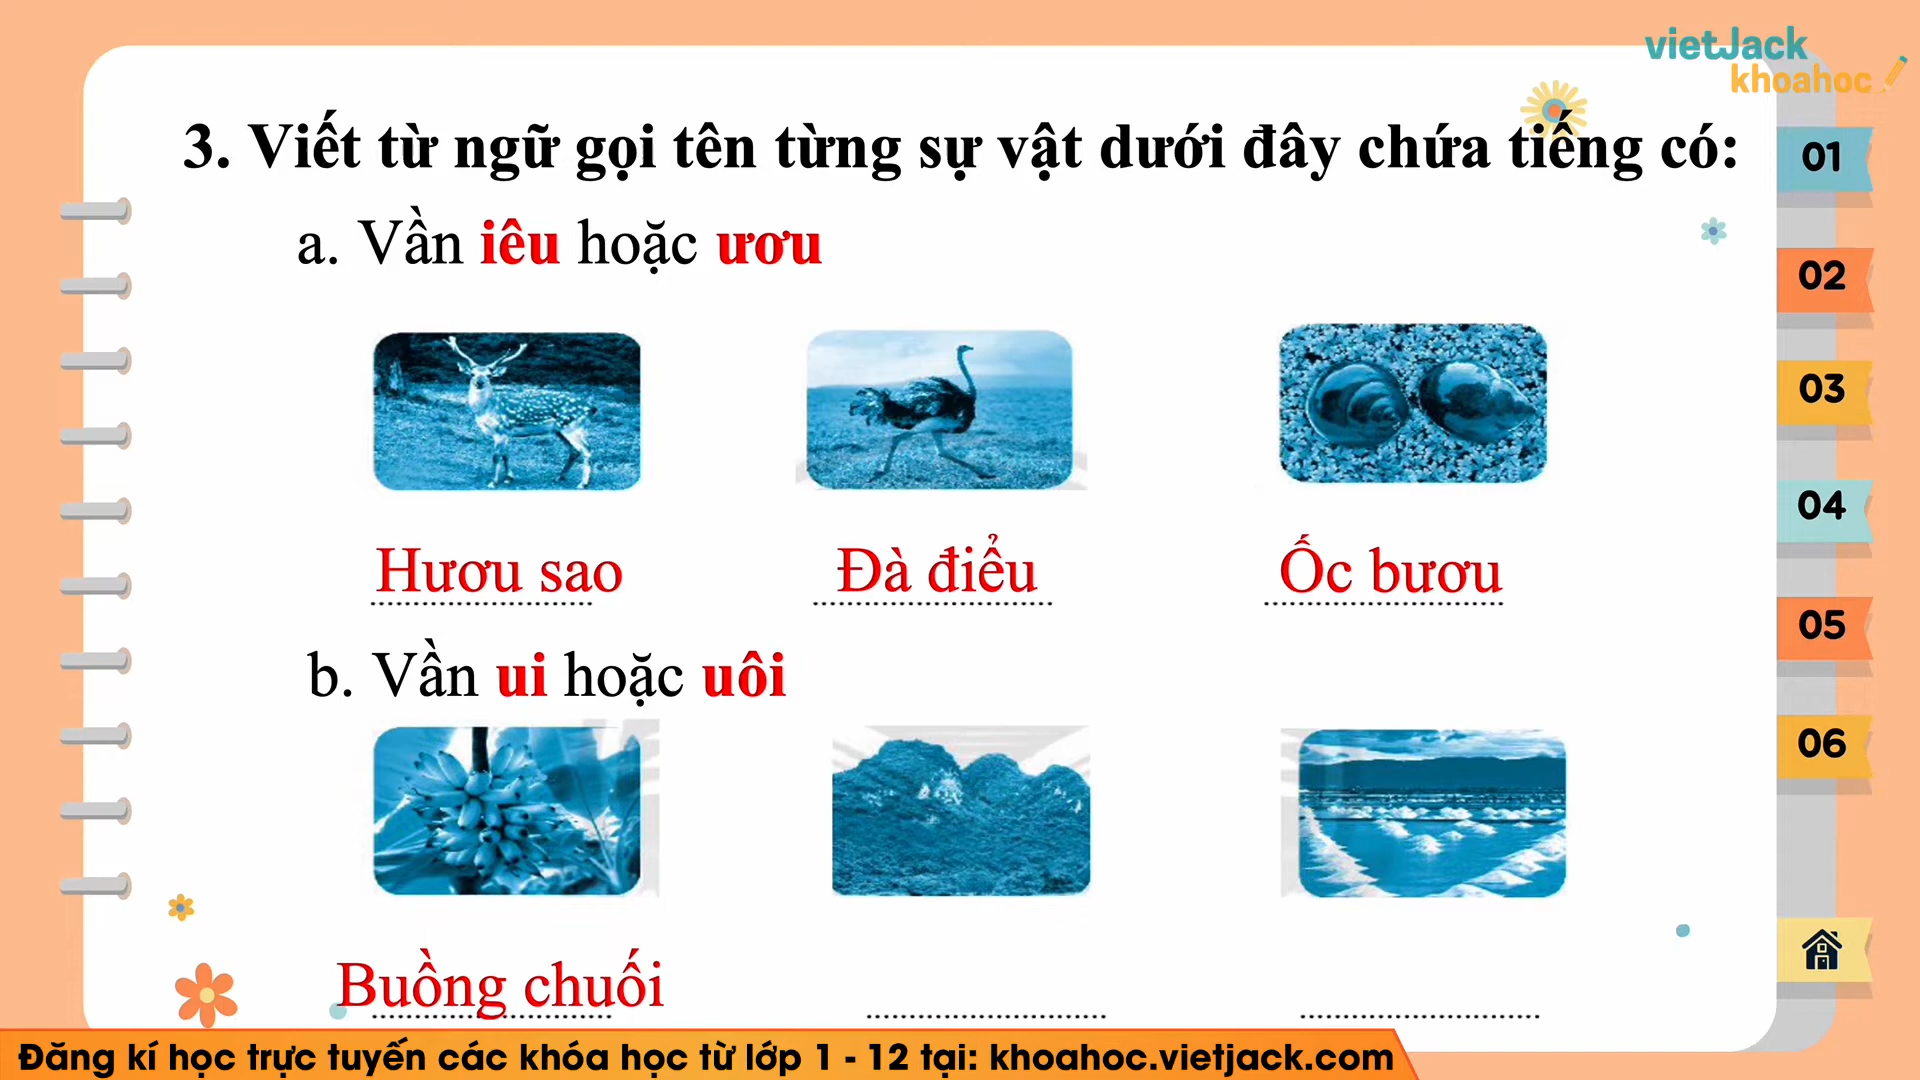 vietJack
khoahoc
3. Viết từ ngữ gọi tên từng sự vật dưới đây chứa tiếng có:
a. Vần iêu hoặc ươu
Hươu sao
Đà điểu
Ốc bươu
b. Vần ui hoặc uôi
Buồng chuối
01
02
03
04
05
06
Đăng kí học trực tuyến các khóa học từ lớp 1 - 12 tại: khoahoc.vietjack.com